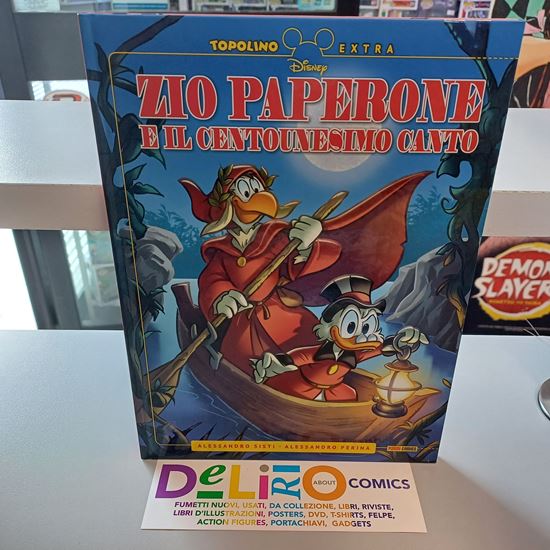 TOPOLINO EXTRA
Disney
ZIO PAPERONE
E IL CENTOUNESIMO CANTO
DEMON
SLAYER
ALESSANDRO SISTI · ALESSANDRO PERINA
PANINI COMICS
DeLiRiO ABOUT COMICS
FUMETTI NUOVI, USATI, DA COLLEZIONE, LIBRI, RIVISTE,
LIBRI D'ILLUSTRAZIONI, POSTERS, DVD, T-SHIRTS, FELPE,
ACTION FIGURES, PORTACHIAVI, GADGETS